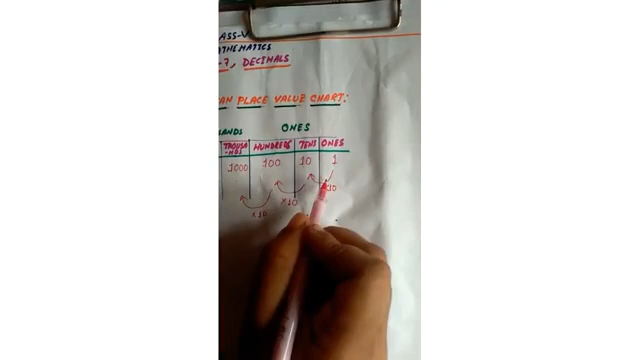 ASS-V
THEMATICS
-7, DECIMALS
AN PLACE VALUE CHART:
ANDS ONES
THOUSA
-NDS HUNDREDS TENS ONES
1000 100 10 1
×10 ×10 ×10